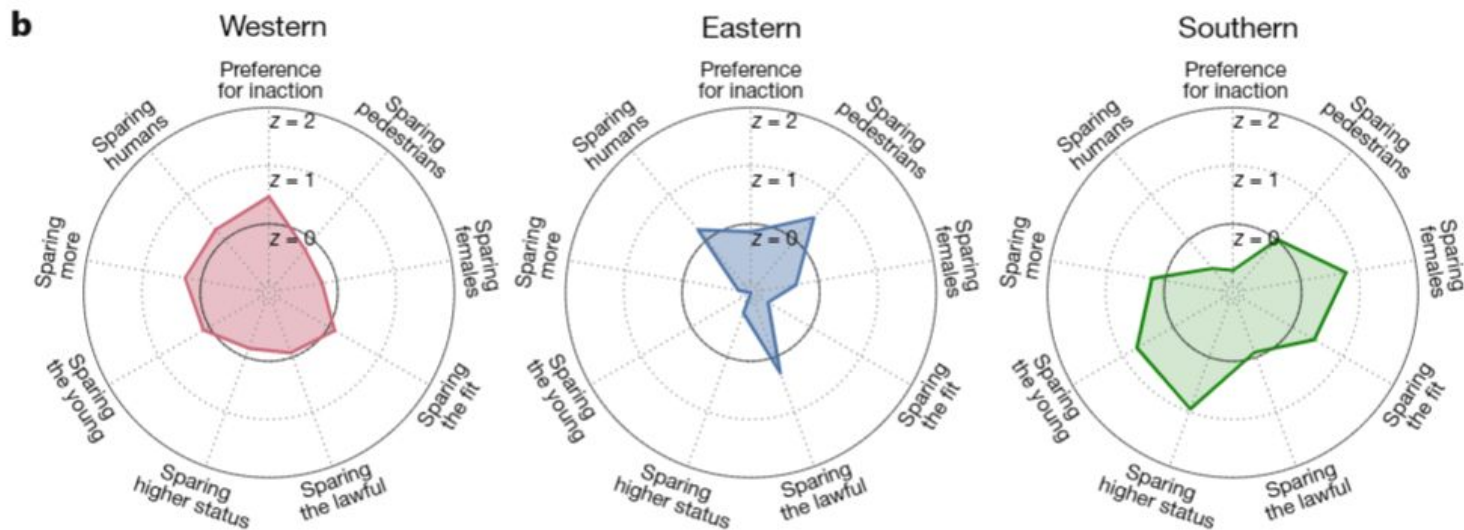 b
Western
Preference
for inaction
Sparing
pedestrians
Sparing
females
Sparing
the fit
Sparing
the lawful
Sparing
higher status
Sparing
the young
Sparing
more
Sparing
humans
z = 2
z = 1
z = 0
Eastern
Preference
for inaction
Sparing
pedestrians
Sparing
females
Sparing
the fit
Sparing
the lawful
Sparing
higher status
Sparing
the young
Sparing
more
Sparing
humans
z = 2
z = 1
z = 0
Southern
Preference
for inaction
Sparing
pedestrians
Sparing
females
Sparing
the fit
Sparing
the lawful
Sparing
higher status
Sparing
the young
Sparing
more
Sparing
humans
z = 2
z = 1
z = 0